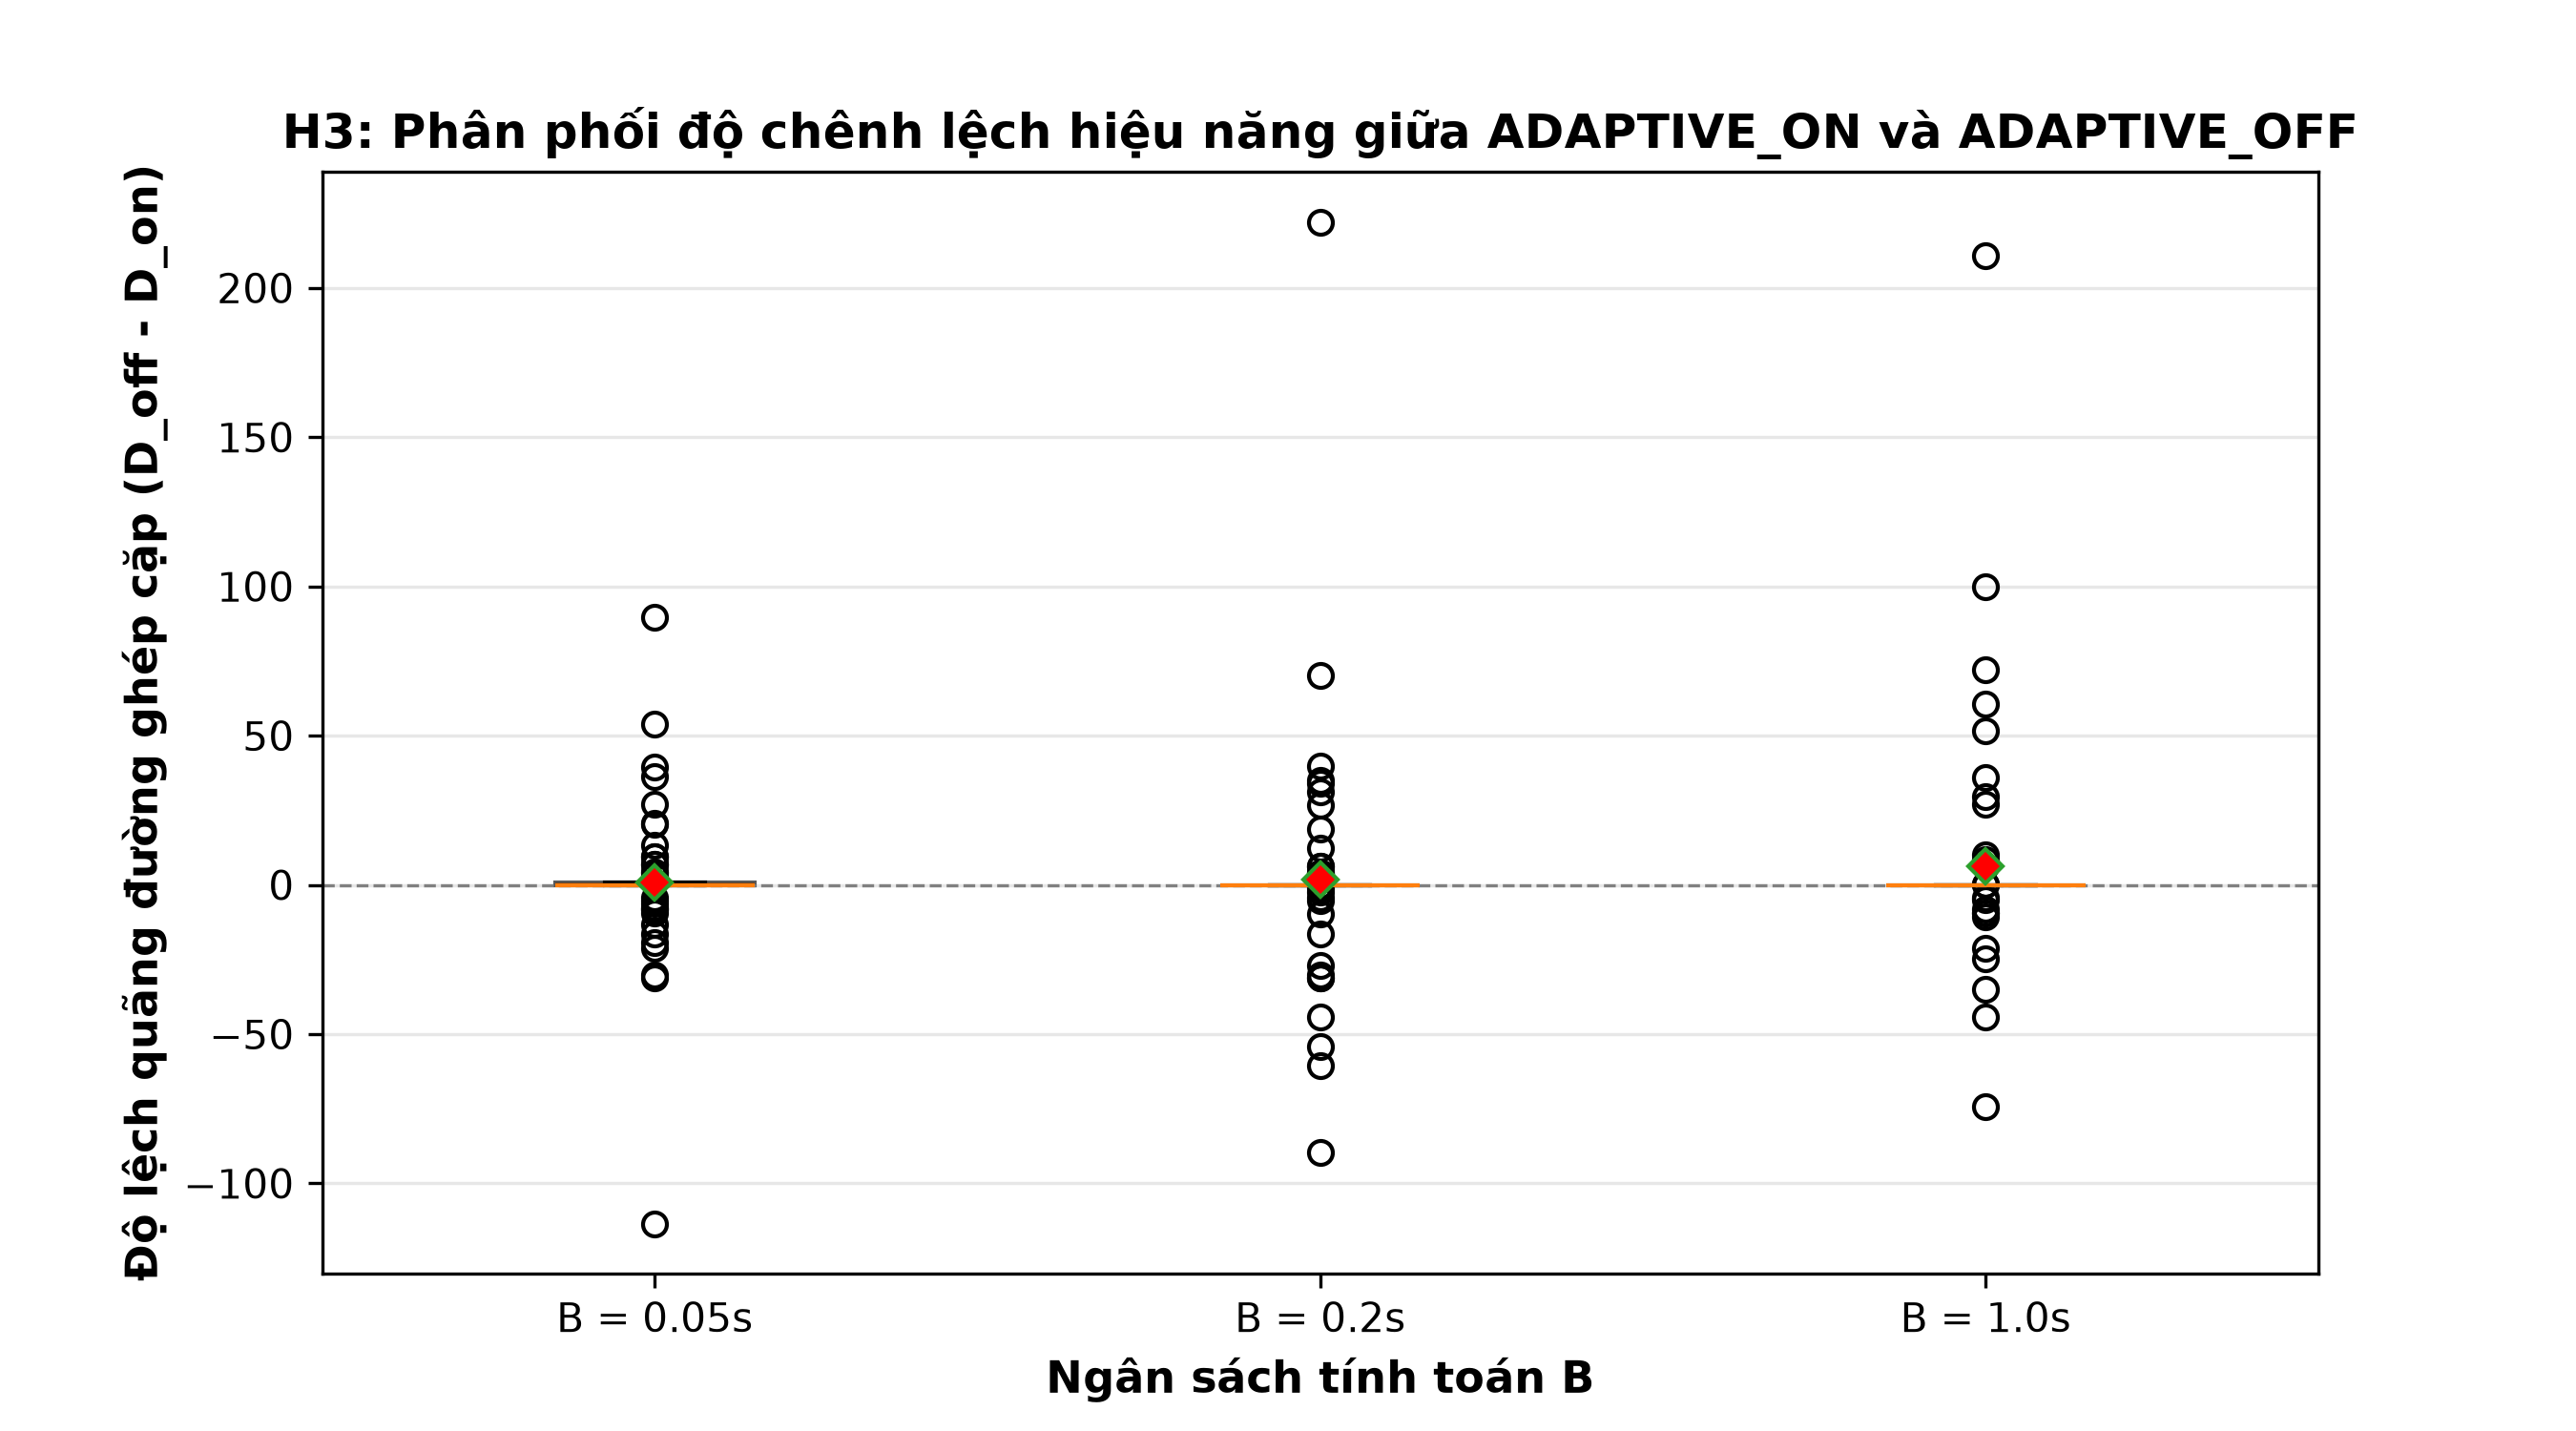 H3: Phân phối độ chênh lệch hiệu năng giữa ADAPTIVE_ON và ADAPTIVE_OFF
Độ lệch quãng đường ghép cặp (D_off - D_on)
200
150
100
50
0
−50
−100
B = 0.05s
B = 0.2s
B = 1.0s
Ngân sách tính toán B